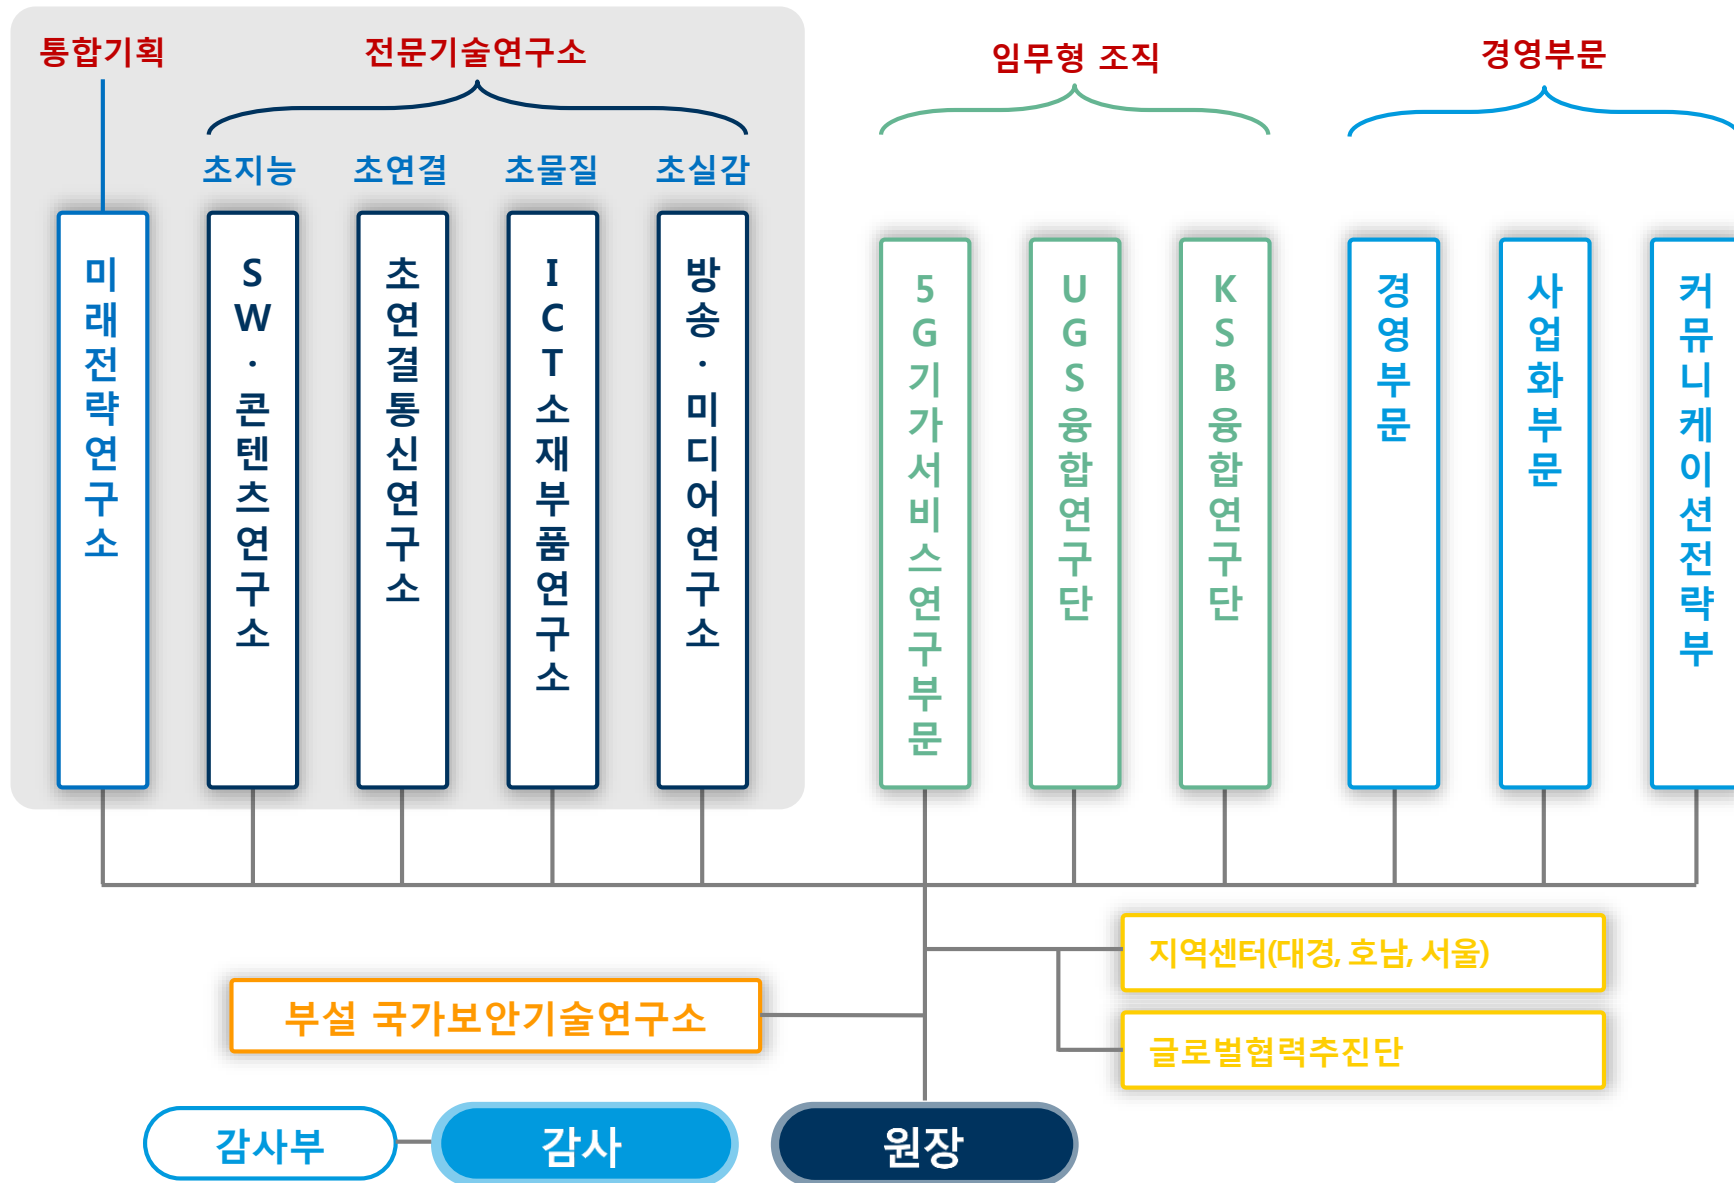 통합기획
전문기술연구소
임무형 조직
경영부문
초지능
초연결
초물질
초실감
미래전략연구소
SW·콘텐츠연구소
초연결통신연구소
ICT소재부품연구소
방송·미디어연구소
5G기가서비스연구부문
UGS융합연구단
KSB융합연구단
경영부문
사업화부문
커뮤니케이션전략부
지역센터(대경, 호남, 서울)
부설 국가보안기술연구소
글로벌협력추진단
감사부
감사
원장